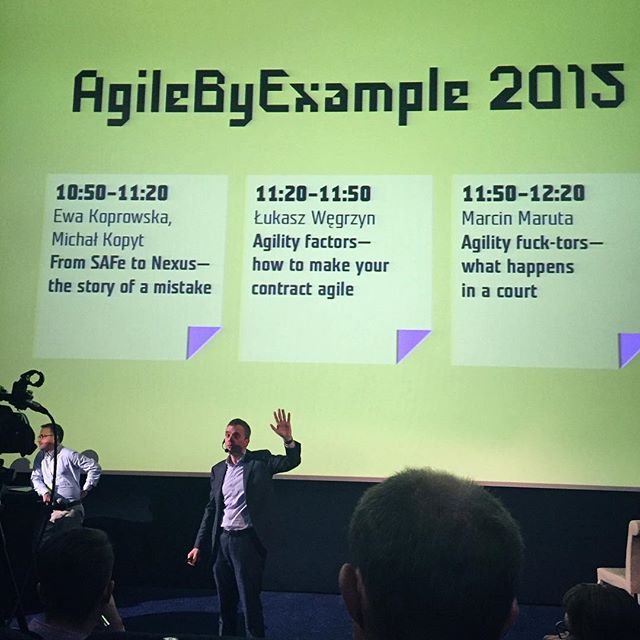 AgileByExample 2015
10:50–11:20
Ewa Koprowska,
Michał Kopyt
From SAFe to Nexus—
the story of a mistake
11:20–11:50
Łukasz Węgrzyn
Agility factors—
how to make your
contract agile
11:50–12:20
Marcin Maruta
Agility fuck-tors—
what happens
in a court